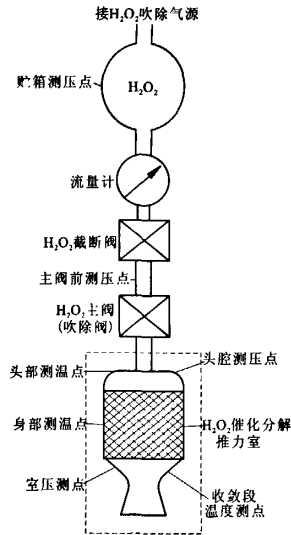 接H₂O₂吹除气源
贮箱测压点
H₂O₂
流量计
H₂O₂截断阀
主阀前测压点
H₂O₂主阀
(吹除阀)
头腔测压点
头部测温点
身部测温点
H₂O₂催化分解
推力室
室压测点
收敛段
温度测点